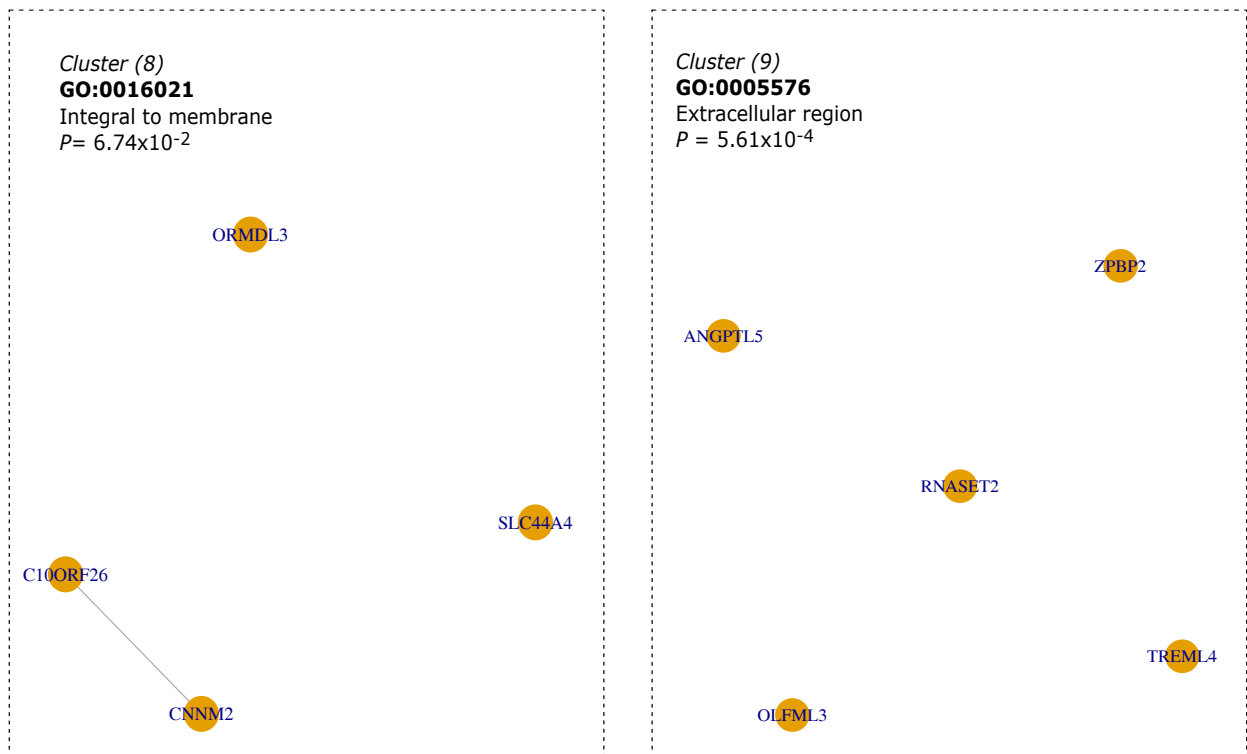 Cluster (8)
GO:0016021
Integral to membrane
P= 6.74x10-2
ORMDL3
SLC44A4
C10ORF26
CNNM2
Cluster (9)
GO:0005576
Extracellular region
P = 5.61x10-4
ZPBP2
ANGPTL5
RNASET2
TREML4
OLFML3